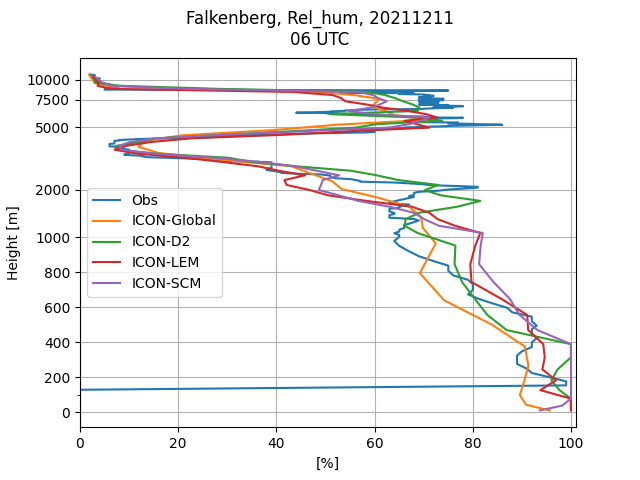 Falkenberg, Rel_hum, 20211211
06 UTC
Height [m]
10000
7500
5000
2000
1000
800
600
400
200
0
Obs
ICON-Global
ICON-D2
ICON-LEM
ICON-SCM
0 20 40 60 80 100
[%]